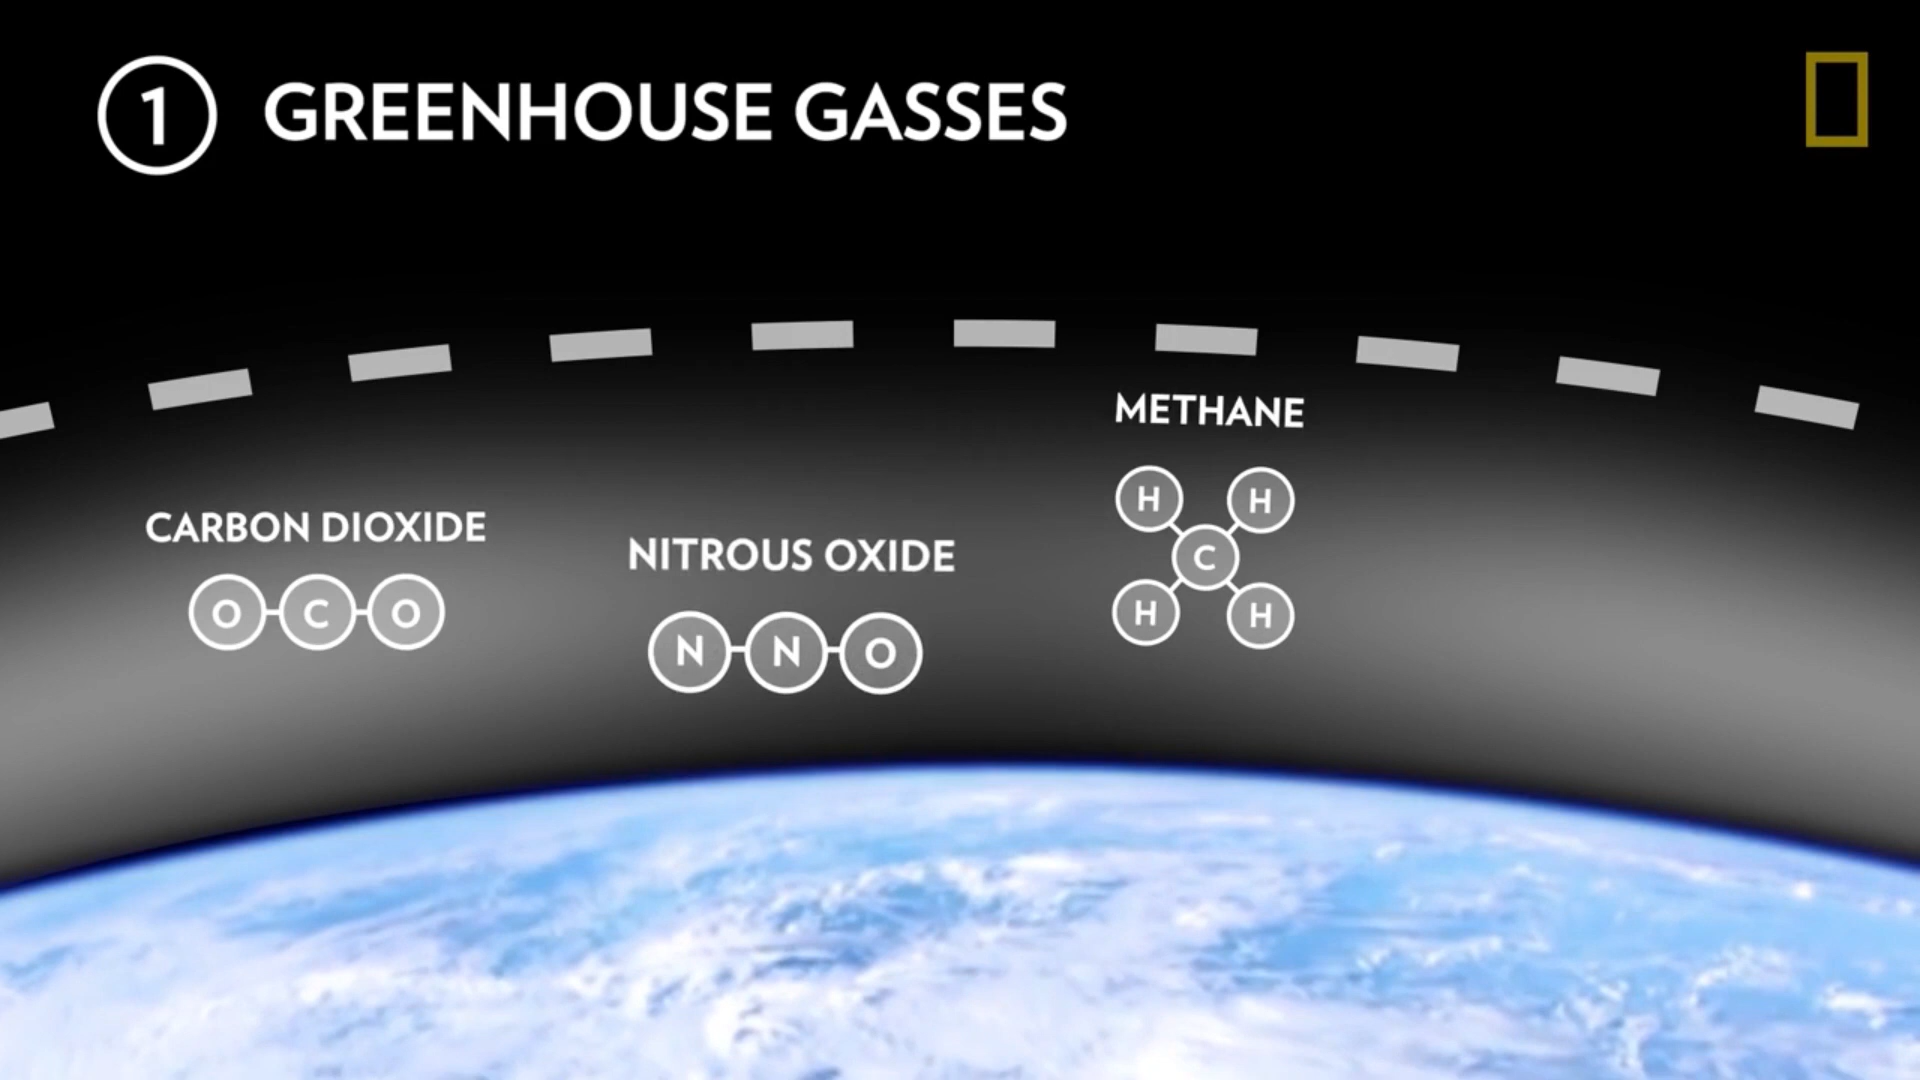 1 GREENHOUSE GASSES
METHANE
H H
C
H H
CARBON DIOXIDE
O C O
NITROUS OXIDE
N N O